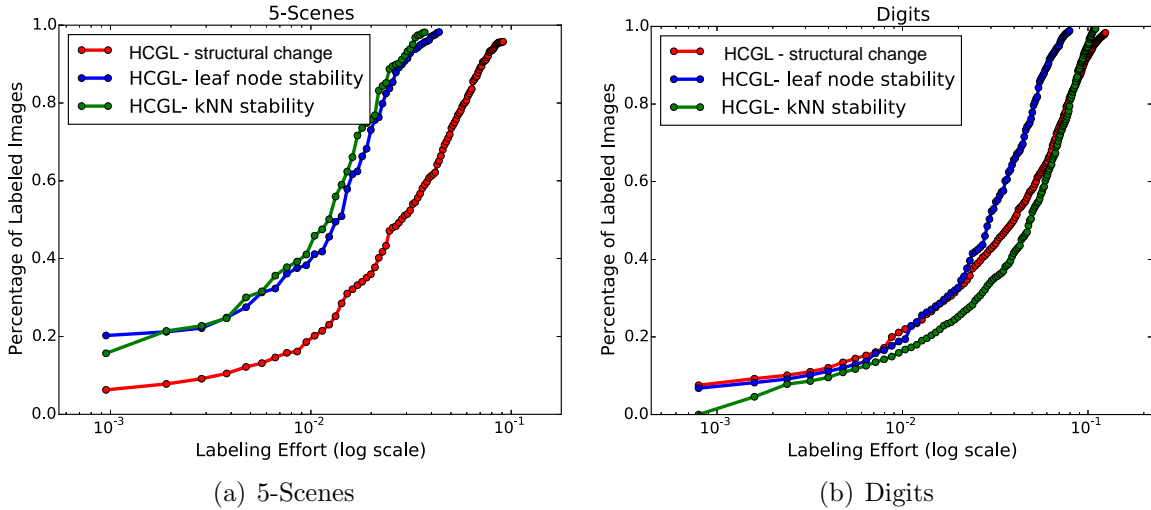 5-Scenes
HCGL - structural change
HCGL- leaf node stability
HCGL- kNN stability
Percentage of Labeled Images
1.0
0.8
0.6
0.4
0.2
0.0
10-3
10-2
10-1
Labeling Effort (log scale)
(a) 5-Scenes
Digits
HCGL - structural change
HCGL- leaf node stability
HCGL- kNN stability
Percentage of Labeled Images
1.0
0.8
0.6
0.4
0.2
0.0
10-3
10-2
10-1
Labeling Effort (log scale)
(b) Digits